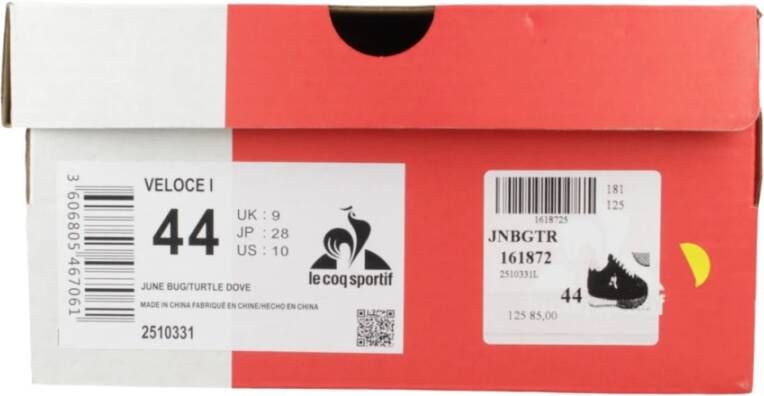 3 606805 467061
VELOCE I
44
UK : 9
JP : 28
US : 10
le coq sportif
JUNE BUG/TURTLE DOVE
MADE IN CHINA FABRIQUÉ EN CHINE/HECHO EN CHINA
2510331
181
125
1618725
JNBGTR
161872
2510331L
44
125 85,00